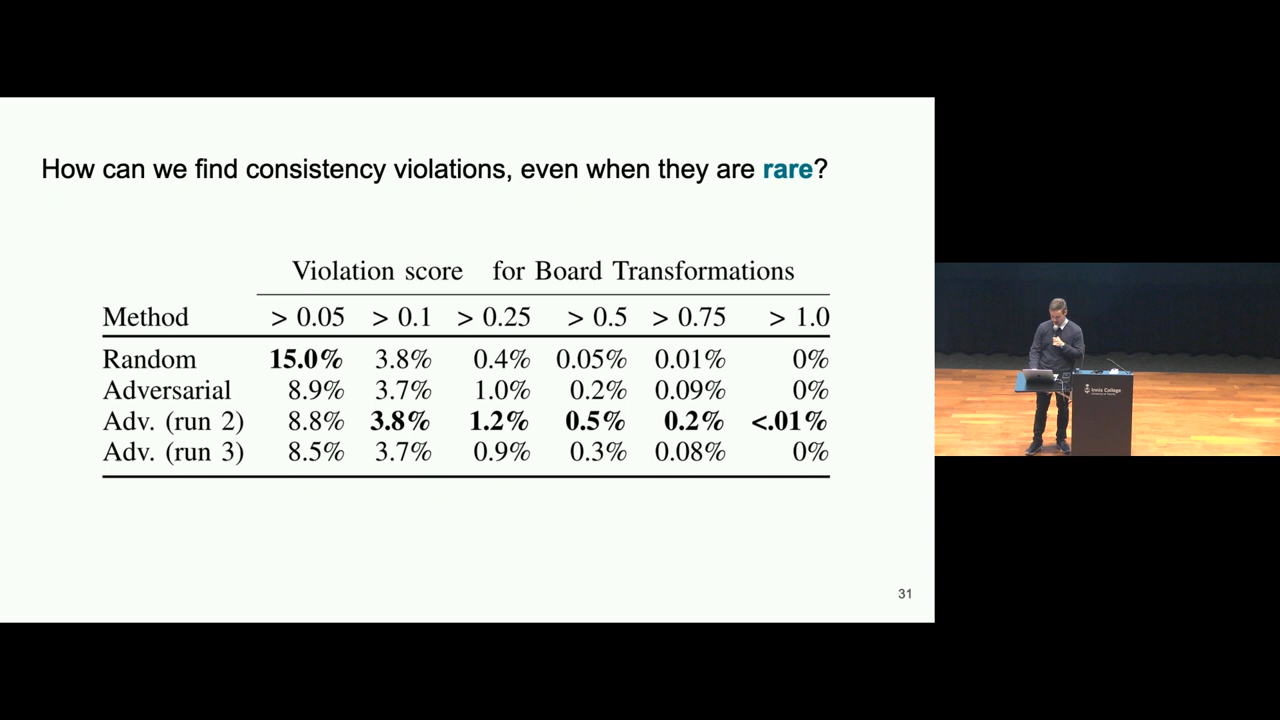 How can we find consistency violations, even when they are rare?
Violation score for Board Transformations
Method > 0.05 > 0.1 > 0.25 > 0.5 > 0.75 > 1.0
Random 15.0% 3.8% 0.4% 0.05% 0.01% 0%
Adversarial 8.9% 3.7% 1.0% 0.2% 0.09% 0%
Adv. (run 2) 8.8% 3.8% 1.2% 0.5% 0.2% <.01%
Adv. (run 3) 8.5% 3.7% 0.9% 0.3% 0.08% 0%
31
Innis College